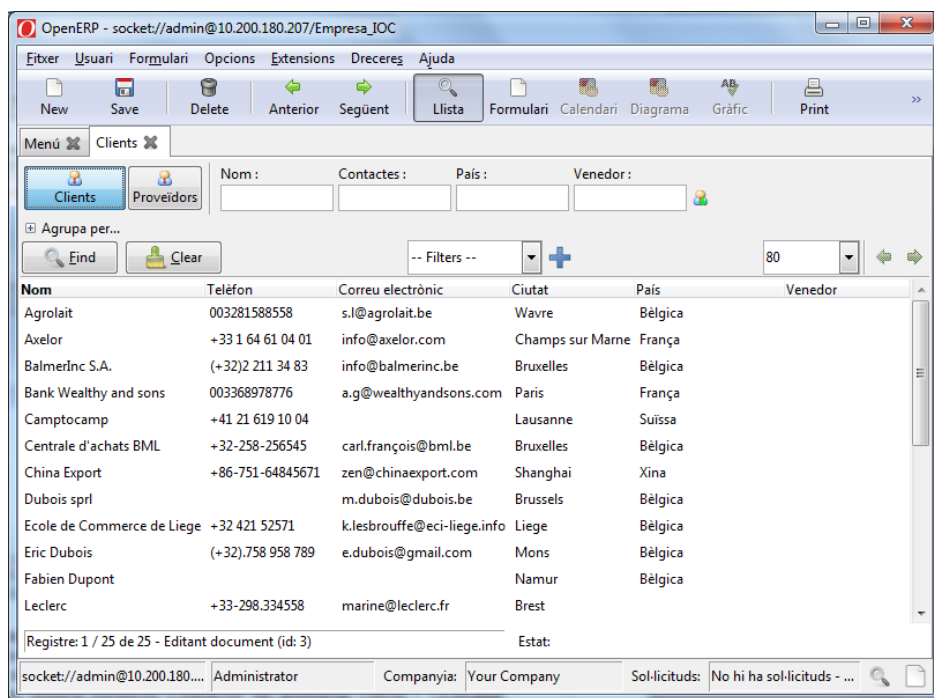 OpenERP - socket://admin@10.200.180.207/Empresa_IOC
Fitxer Usuari Formulari Opcions Extensions Dreceres Ajuda
New Save Delete Anterior Següent Llista Formulari Calendari Diagrama Gràfic Print »
Menú Clients
Clients Proveïdors Nom : Contactes : País : Venedor :
Agrupa per...
Find Clear -- Filters -- 80
Nom Telèfon Correu electrònic Ciutat País Venedor
Agrolait 003281588558 s.l@agrolait.be Wavre Bèlgica
Axelor +33 1 64 61 04 01 info@axelor.com Champs sur Marne França
BalmerInc S.A. (+32)2 211 34 83 info@balmerinc.be Bruxelles Bèlgica
Bank Wealthy and sons 003368978776 a.g@wealthyandsons.com Paris França
Camptocamp +41 21 619 10 04 Lausanne Suïssa
Centrale d'achats BML +32-258-256545 carl.françois@bml.be Bruxelles Bèlgica
China Export +86-751-64845671 zen@chinaexport.com Shanghai Xina
Dubois sprl m.dubois@dubois.be Brussels Bèlgica
Ecole de Commerce de Liege +32 421 52571 k.lesbrouffe@eci-liege.info Liege Bèlgica
Eric Dubois (+32).758 958 789 e.dubois@gmail.com Mons Bèlgica
Fabien Dupont Namur Bèlgica
Leclerc +33-298.334558 marine@leclerc.fr Brest
Registre: 1 / 25 de 25 - Editant document (id: 3) Estat:
socket://admin@10.200.180.... Administrator Companyia: Your Company Sol·licituds: No hi ha sol·licituds - ...